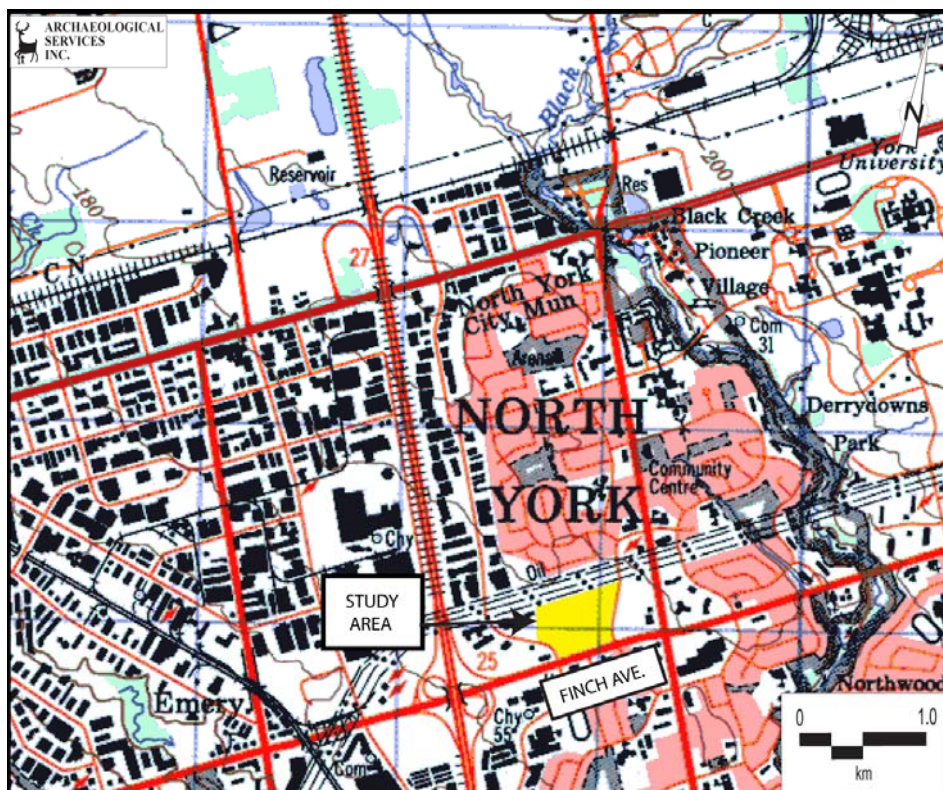 ARCHAEOLOGICAL
SERVICES
INC.
C
Black
N
200
York
University
Reservoir
Res
180
Black Creek
Pioneer
Village
C N
27
North York
City Mun
Com
31
Arena
Derrydowns
Park
NORTH
YORK
Community
Centre
Chy
Oil
STUDY
AREA
25
FINCH AVE.
Northwood
Emery
Chy
55
Com
0 1.0
km